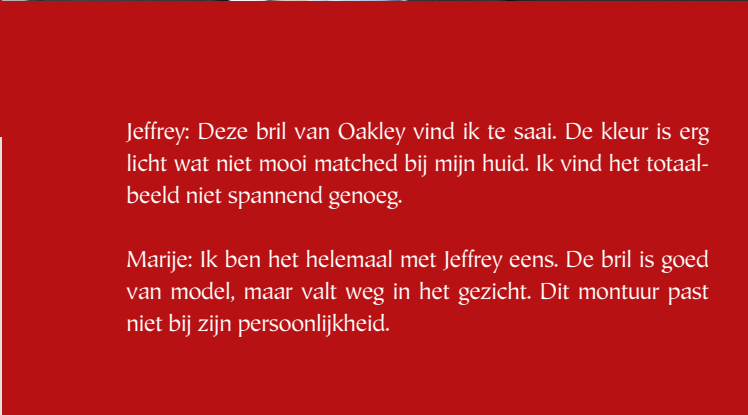 Jeffrey: Deze bril van Oakley vind ik te saai. De kleur is erg
licht wat niet mooi matched bij mijn huid. Ik vind het totaal-
beeld niet spannend genoeg.
Marije: Ik ben het helemaal met Jeffrey eens. De bril is goed
van model, maar valt weg in het gezicht. Dit montuur past
niet bij zijn persoonlijkheid.